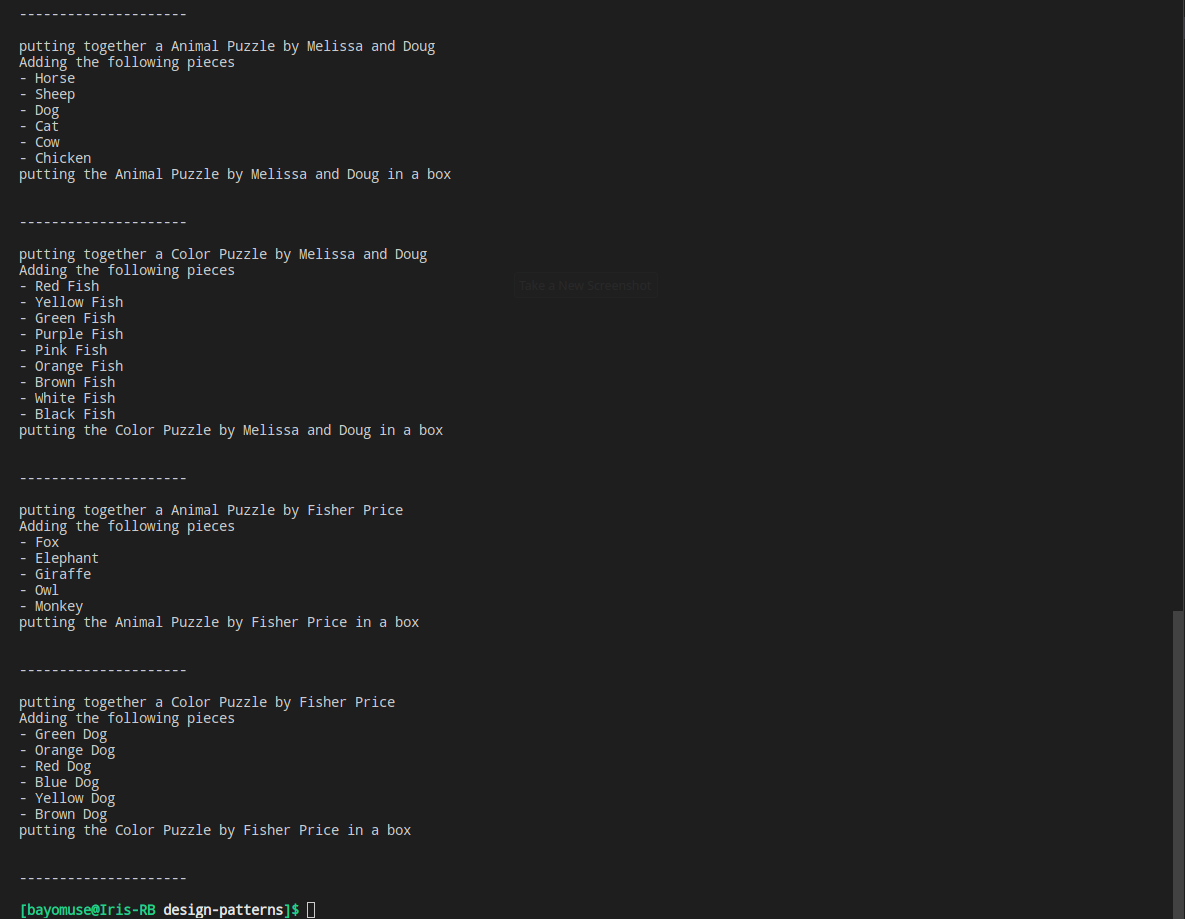 ---------------------
putting together a Animal Puzzle by Melissa and Doug
Adding the following pieces
- Horse
- Sheep
- Dog
- Cat
- Cow
- Chicken
putting the Animal Puzzle by Melissa and Doug in a box
---------------------
putting together a Color Puzzle by Melissa and Doug
Adding the following pieces
- Red Fish
- Yellow Fish
- Green Fish
- Purple Fish
- Pink Fish
- Orange Fish
- Brown Fish
- White Fish
- Black Fish
putting the Color Puzzle by Melissa and Doug in a box
Take a New Screenshot
---------------------
putting together a Animal Puzzle by Fisher Price
Adding the following pieces
- Fox
- Elephant
- Giraffe
- Owl
- Monkey
putting the Animal Puzzle by Fisher Price in a box
---------------------
putting together a Color Puzzle by Fisher Price
Adding the following pieces
- Green Dog
- Orange Dog
- Red Dog
- Blue Dog
- Yellow Dog
- Brown Dog
putting the Color Puzzle by Fisher Price in a box
---------------------
[bayomuse@Iris-RB design-patterns]$